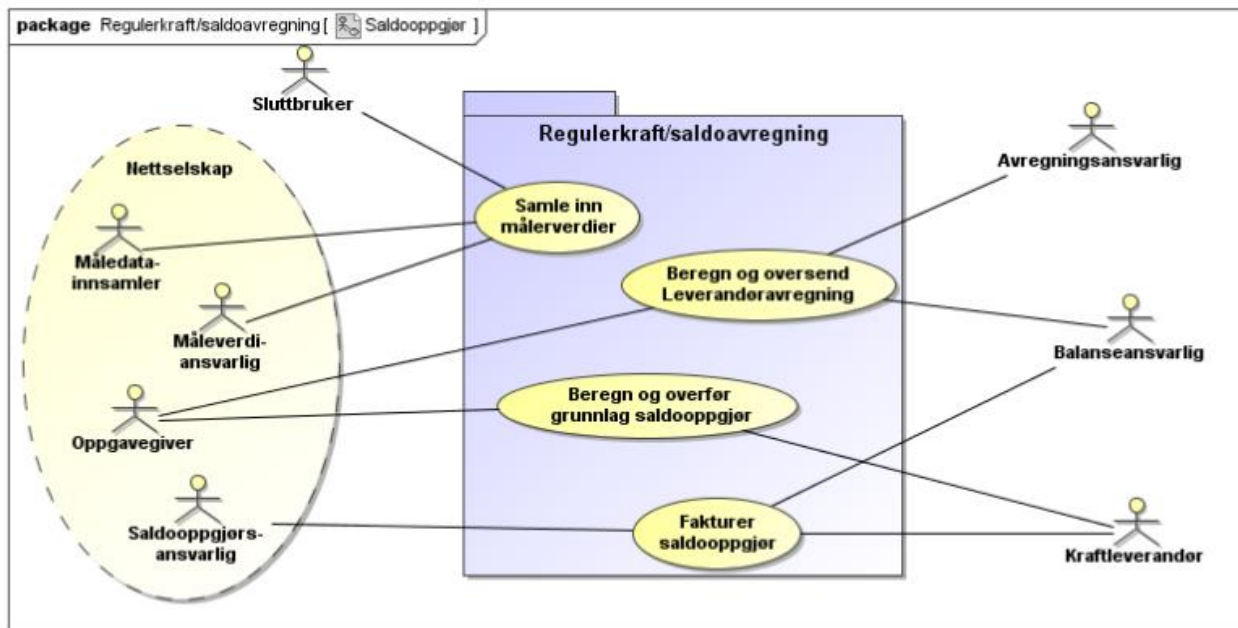 package Regulerkraft/saldoavregning[ Saldooppgjør ]
Sluttbruker
Regulerkraft/saldoavregning
Avregningsansvarlig
Nettselskap
Samle inn
målerverdier
Måledata-
innsamler
Beregn og oversend
Leverandøravregning
Måleverdi-
ansvarlig
Balanseansvarlig
Beregn og overfør
grunnlag saldooppgjør
Oppgavegiver
Saldooppgjørs-
ansvarlig
Fakturer
saldooppgjør
Kraftleverandør